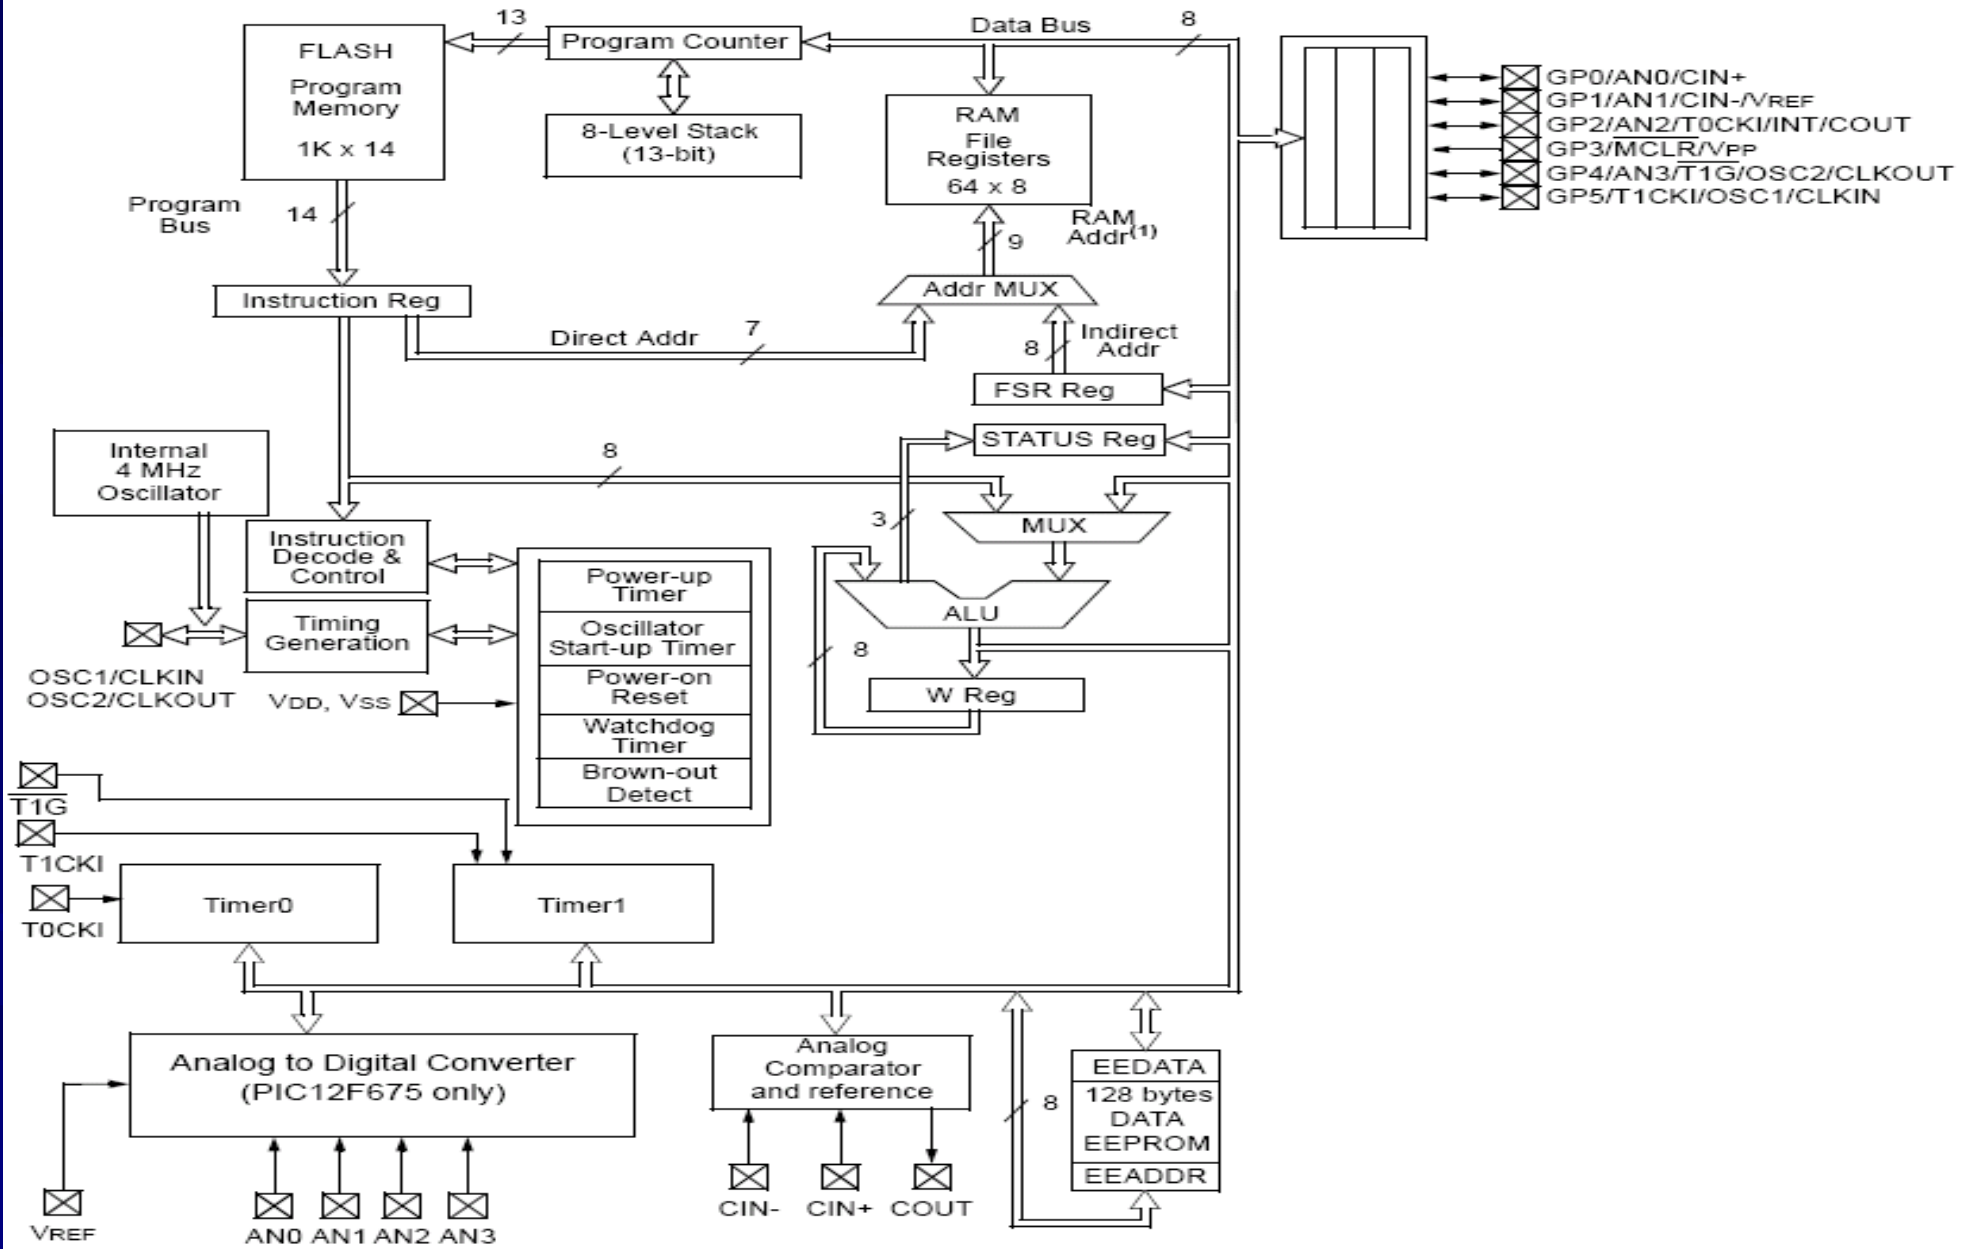 13
Data Bus
8
FLASH
Program
Memory
1K x 14
Program Counter
8-Level Stack
(13-bit)
RAM
File
Registers
64 x 8
GP0/AN0/CIN+
GP1/AN1/CIN-/VREF
GP2/AN2/T0CKI/INT/COUT
GP3/MCLR/VPP
GP4/AN3/T1G/OSC2/CLKOUT
GP5/T1CKI/OSC1/CLKIN
Program
Bus
14
RAM
Addr(1)
9
Instruction Reg
Addr MUX
Direct Addr
7
Indirect
Addr
8
FSR Reg
STATUS Reg
Internal
4 MHz
Oscillator
8
3
MUX
Instruction
Decode &
Control
Power-up
Timer
ALU
Timing
Generation
Oscillator
Start-up Timer
8
OSC1/CLKIN
OSC2/CLKOUT
VDD, VSS
Power-on
Reset
W Reg
Watchdog
Timer
Brown-out
Detect
T1G
T1CKI
T0CKI
Timer0
Timer1
Analog to Digital Converter
(PIC12F675 only)
Analog
Comparator
and reference
8
EEDATA
128 bytes
DATA
EEPROM
EEADDR
VREF
AN0 AN1 AN2 AN3
CIN- CIN+ COUT